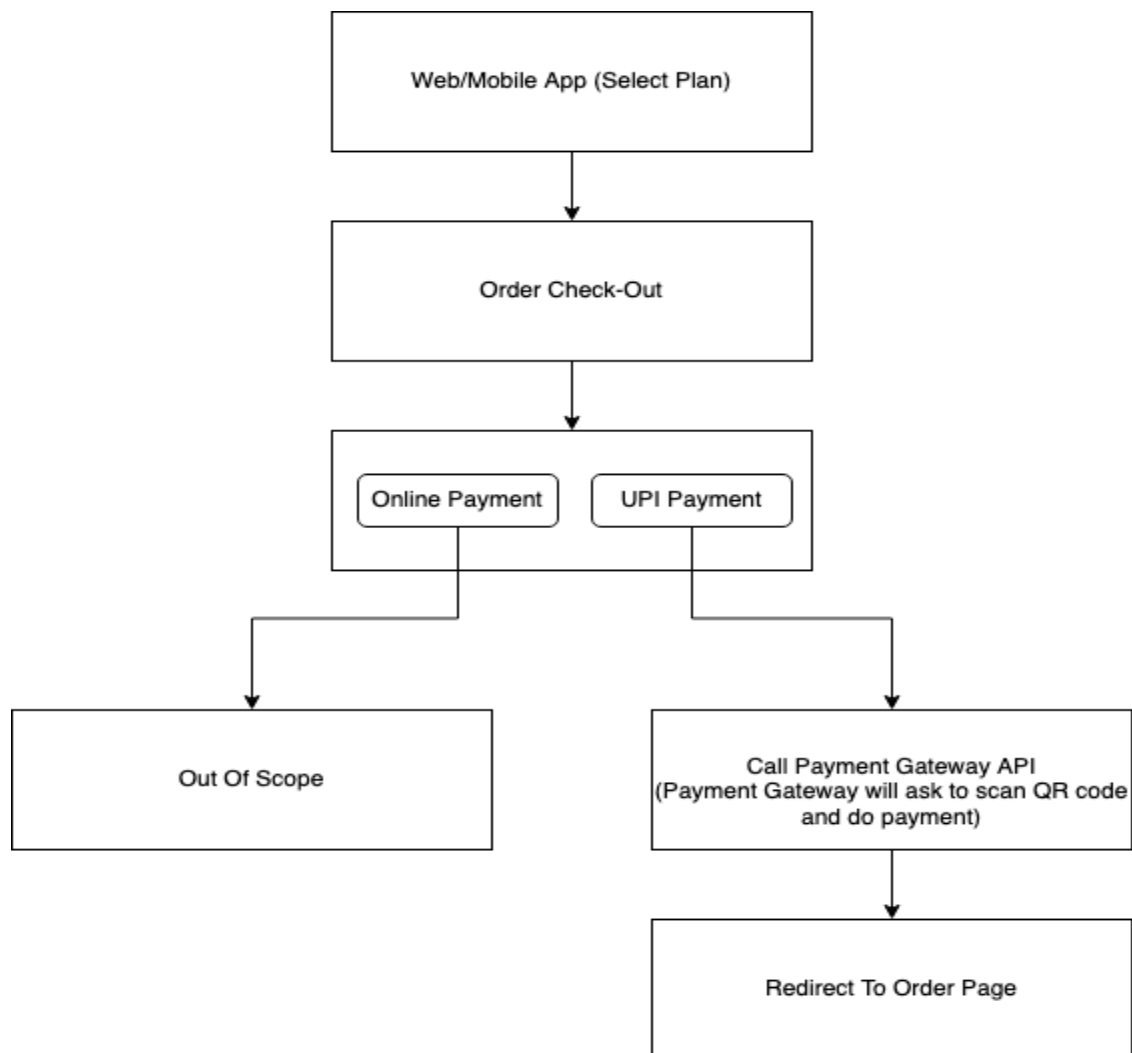 Web/Mobile App (Select Plan)
Order Check-Out
Online Payment
UPI Payment
Out Of Scope
Call Payment Gateway API
(Payment Gateway will ask to scan QR code
and do payment)
Redirect To Order Page